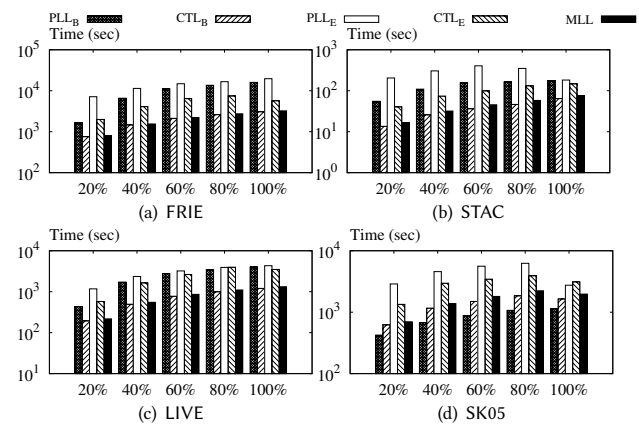 PLL_B CTL_B PLL_E CTL_E MLL
Time (sec) Time (sec)
10^5 10^3
10^4 10^2
10^3 10^1
10^2 10^0
20% 40% 60% 80% 100% 20% 40% 60% 80% 100%
(a) FRIE (b) STAC
Time (sec) Time (sec)
10^4 10^4
10^3 10^3
10^2
10^1 10^2
20% 40% 60% 80% 100% 20% 40% 60% 80% 100%
(c) LIVE (d) SK05